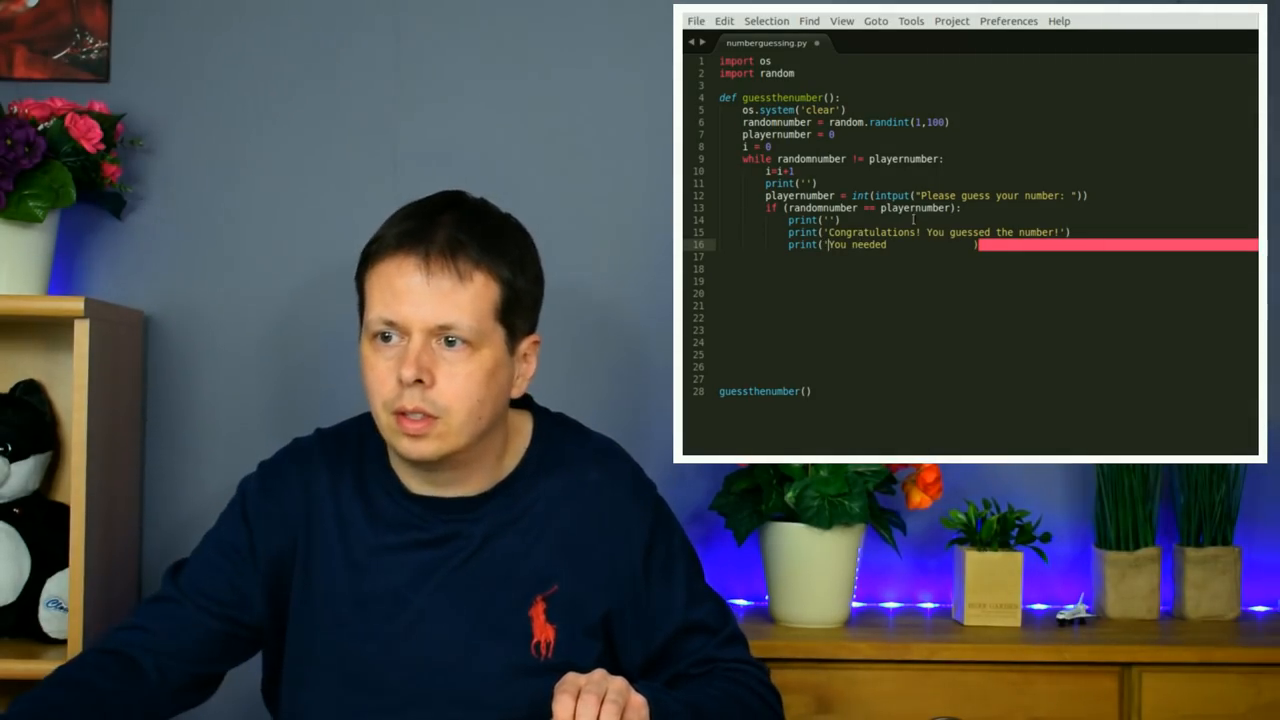 File Edit Selection Find View Goto Tools Project Preferences Help
numberguessing.py
1 import os
2 import random
3
4 def guessthenumber():
5 os.system('clear')
6 randomnumber = random.randint(1,100)
7 playernumber = 0
8 i = 0
9 while randomnumber != playernumber:
10 i=i+1
11 print('')
12 playernumber = int(intput("Please guess your number: "))
13 if (randomnumber == playernumber):
14 print('')
15 print('Congratulations! You guessed the number!')
16 print('You needed )
17
18
19
20
21
22
23
24
25
26
27
28 guessthenumber()